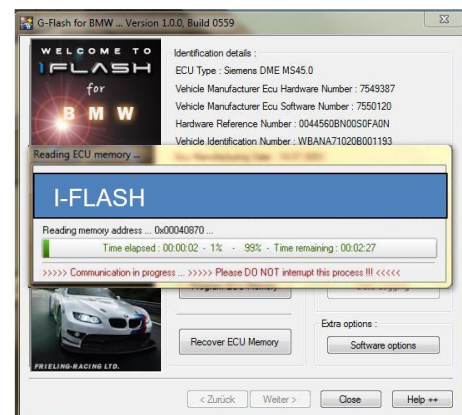 G-Flash for BMW ... Version 1.0.0, Build 0559
WELCOME TO
IFLASH
for
BMW
Identification details :
ECU Type : Siemens DME MS45.0
Vehicle Manufacturer Ecu Hardware Number : 7549387
Vehicle Manufacturer Ecu Software Number : 7550120
Hardware Reference Number : 0044560BN00S0FA0N
Vehicle Identification Number : WBANA71020B001193
Reading ECU memory ...
I-FLASH
Reading memory address ... 0x00040870 ...
Time elapsed : 00:00:02 - 1% - 99% - Time remaining : 00:02:27
>>>>> Communication in progress ... >>>>> Please DO NOT interrupt this process !!! <<<<<
Recover ECU Memory
Extra options :
Software options
FRIELING-RACING LTD.
< Zurück
Weiter >
Close
Help ++